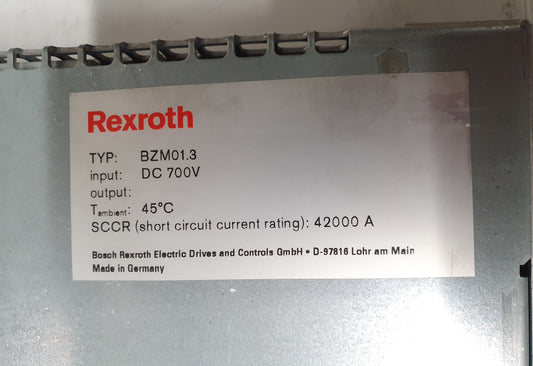 Rexroth
TYP: BZM01.3
input: DC 700V
output:
Tambient: 45°C
SCCR (short circuit current rating): 42000 A
Bosch Rexroth Electric Drives and Controls GmbH • D-97816 Lohr am Main
Made in Germany